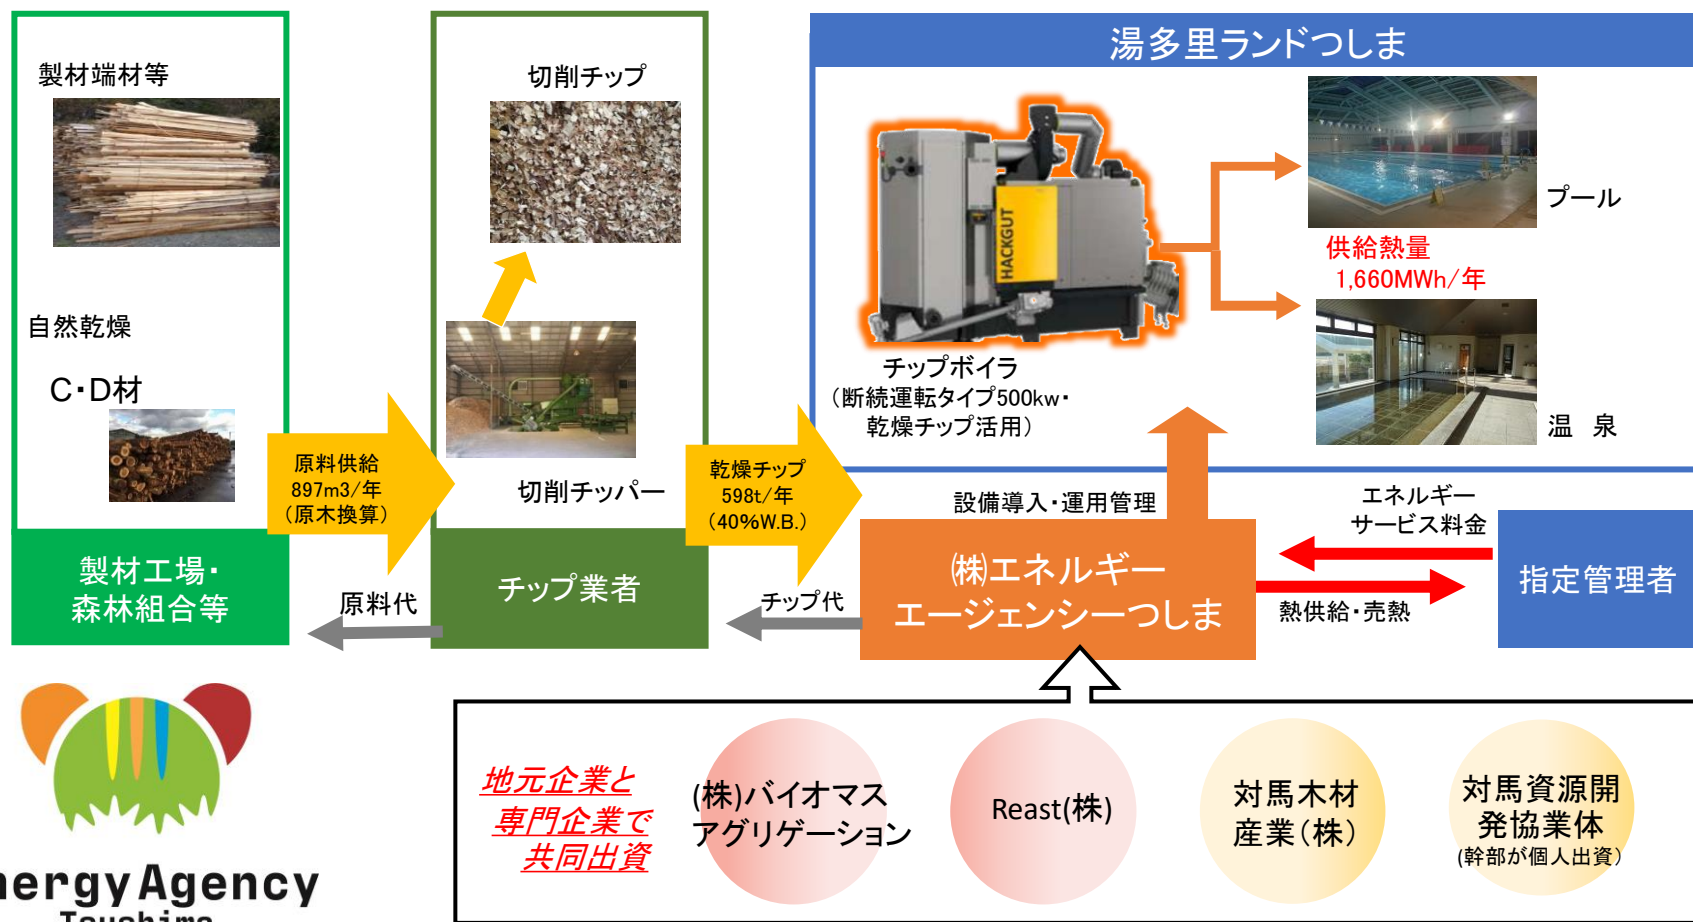 製材端材等
自然乾燥
C・D材
製材工場・
森林組合等
原料供給
897m3/年
（原木換算）
原料代
切削チップ
切削チッパー
チップ業者
乾燥チップ
598t/年
（40%W.B.）
チップ代
湯多里ランドつしま
HACKGUT
チップボイラ
（断続運転タイプ500kw・
乾燥チップ活用）
プール
供給熱量
1,660MWh/年
温　泉
設備導入・運用管理
㈱エネルギー
エージェンシーつしま
エネルギー
サービス料金
熱供給・売熱
指定管理者
地元企業と
専門企業で
共同出資
(株)バイオマス
アグリゲーション
Reast(株)
対馬木材
産業（株）
対馬資源開
発協業体
(幹部が個人出資）
nergy Agency
Tsushima